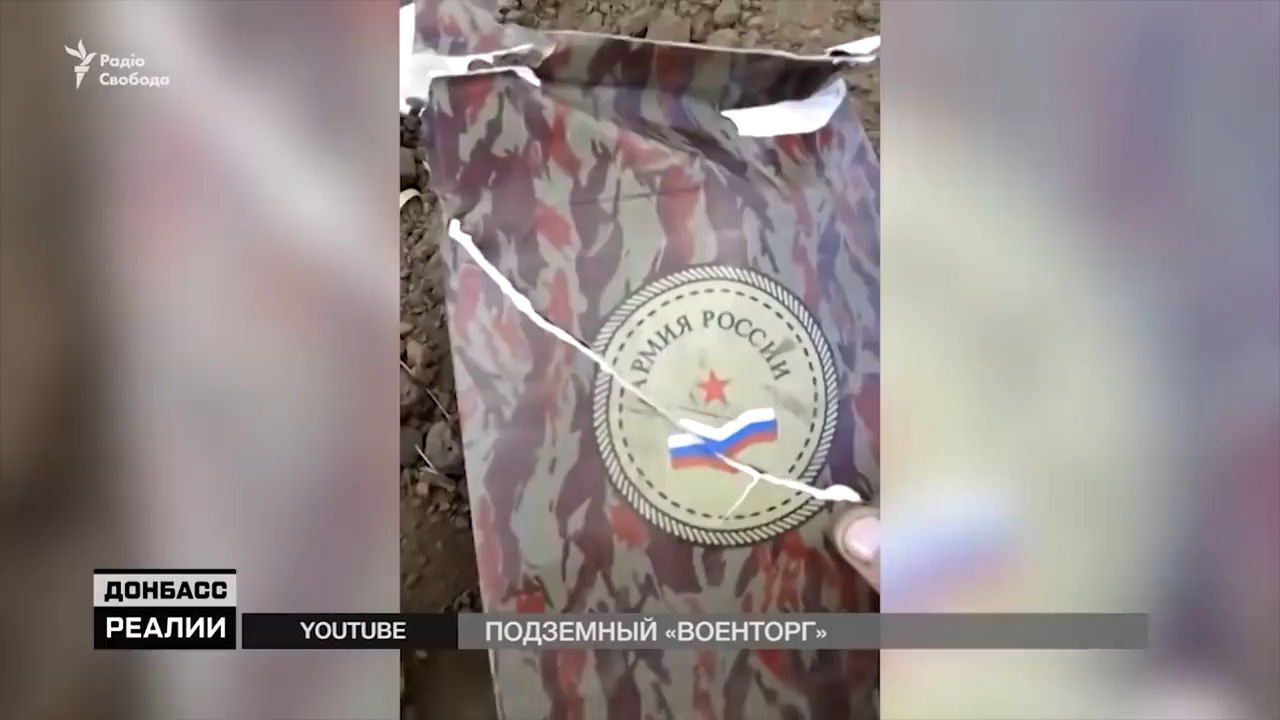 Радіо
Свобода
АРМИЯ РОССИИ
ДОНБАСС
РЕАЛИИ
YOUTUBE
ПОДЗЕМНЫЙ «ВОЕНТОРГ»